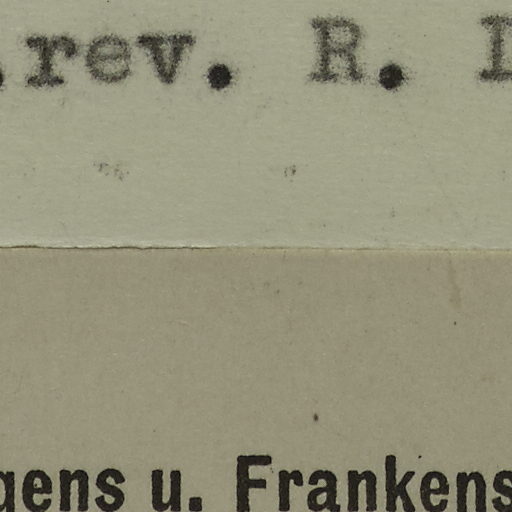 .rev. R.
gens u. Frankens